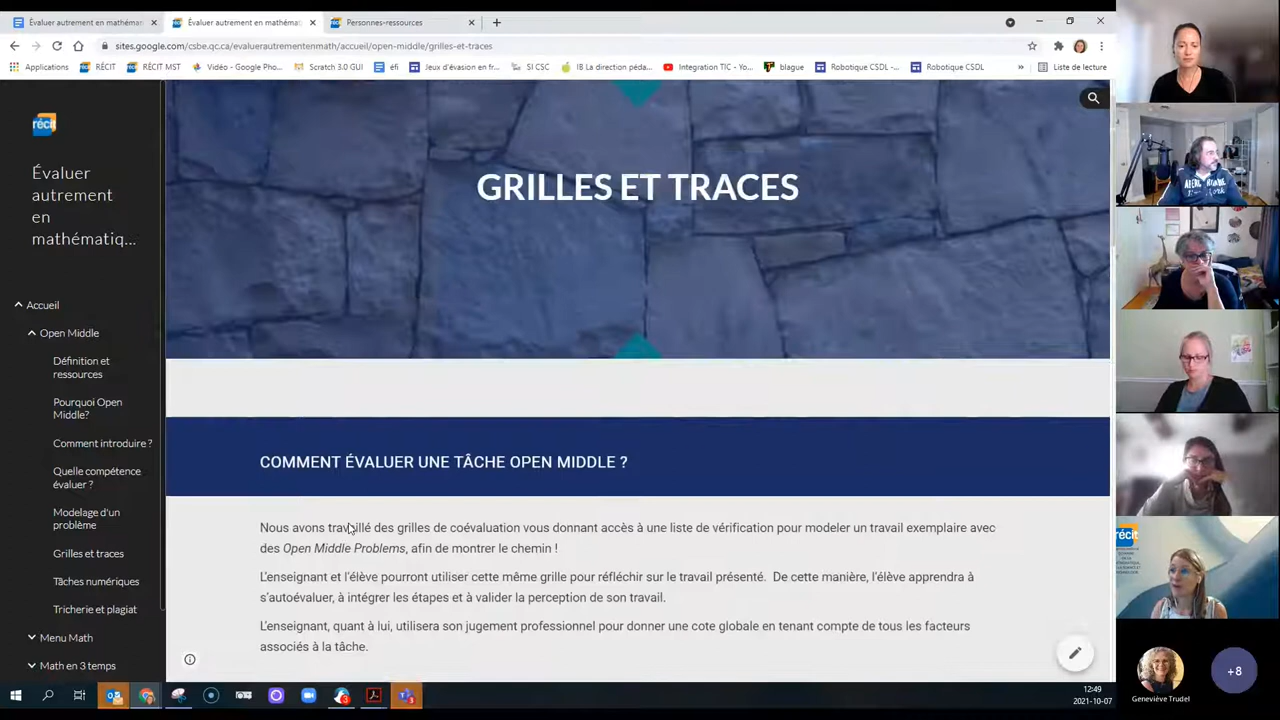 Évaluer autrement en mathéman
Évaluer autrement en mathémat
Personnes-ressources
sites.google.com/csbe.qc.ca/evaluerautrementenmath/accueil/open-middle/grilles-et-traces
Applications RÉCIT RÉCIT MST Vidéo - Google Pho... Scratch 3.0 GUI éfi Jeux d'évasion en fr... SI CSC IB La direction péda... Integration TIC - Yo... blague Robotique CSDL -... Robotique CSDL » Liste de lecture
récit
Évaluer
autrement
en
mathématiq...
Accueil
Open Middle
Définition et
ressources
Pourquoi Open
Middle?
Comment introduire ?
Quelle compétence
évaluer ?
Modelage d'un
problème
Grilles et traces
Tâches numériques
Tricherie et plagiat
Menu Math
Math en 3 temps
GRILLES ET TRACES
COMMENT ÉVALUER UNE TÂCHE OPEN MIDDLE ?
Nous avons travaillé des grilles de coévaluation vous donnant accès à une liste de vérification pour modeler un travail exemplaire avec
des Open Middle Problems, afin de montrer le chemin !
L'enseignant et l'élève pourront utiliser cette même grille pour réfléchir sur le travail présenté. De cette manière, l'élève apprendra à
s'autoévaluer, à intégrer les étapes et à valider la perception de son travail.
L'enseignant, quant à lui, utilisera son jugement professionnel pour donner une cote globale en tenant compte de tous les facteurs
associés à la tâche.
récit
Geneviève Trudel
+8
12:49
2021-10-07